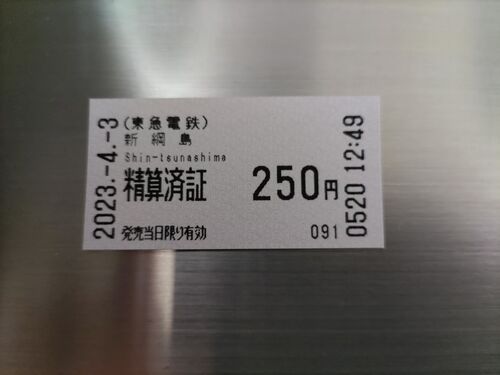 2023.-4.-3
(東急電鉄)
新綱島
Shin-tsunashima
精算済証 250円
発売当日限り有効 091
0520 12:49